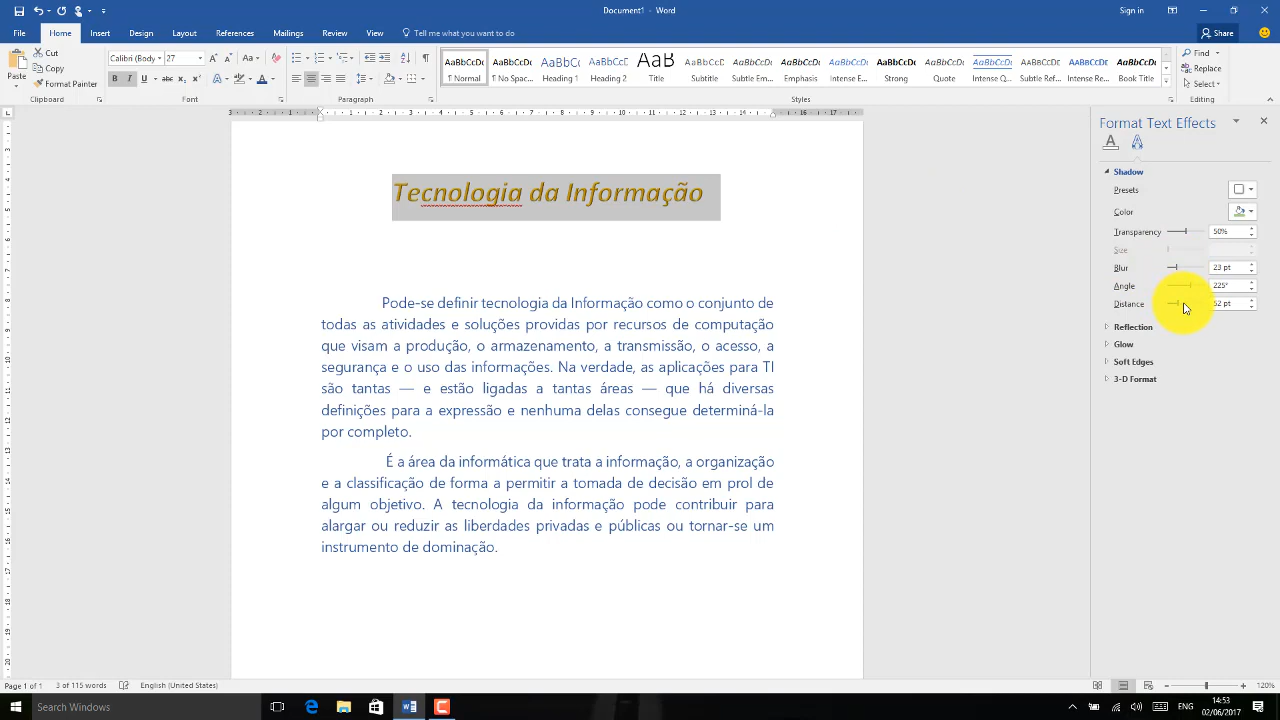 Document1 - Word
Sign in
File Home Insert Design Layout References Mailings Review View Tell me what you want to do Share
Paste Cut Copy Format Painter Clipboard
Calibri (Body 27 Font
Paragraph
AaBbCcDc ¶ Normal
AaBbCcDc ¶ No Spac...
AaBbCc Heading 1
AaBbCc Heading 2
AaB Title
AaBbCcD Subtitle
AaBbCcDc Subtle Em...
AaBbCcDc Emphasis
AaBbCcDc Intense E...
AaBbCcDc Strong
AaBbCcDc Quote
AaBbCcDc Intense Q...
AaBbCcDc Subtle Ref...
AaBbCcDc Intense Re...
AaBbCcDc Book Title
Styles
Find
Replace
Select
Editing
Tecnologia da Informação
Pode-se definir tecnologia da Informação como o conjunto de
todas as atividades e soluções providas por recursos de computação
que visam a produção, o armazenamento, a transmissão, o acesso, a
segurança e o uso das informações. Na verdade, as aplicações para TI
são tantas — e estão ligadas a tantas áreas — que há diversas
definições para a expressão e nenhuma delas consegue determiná-la
por completo.
É a área da informática que trata a informação, a organização
e a classificação de forma a permitir a tomada de decisão em prol de
algum objetivo. A tecnologia da informação pode contribuir para
alargar ou reduzir as liberdades privadas e públicas ou tornar-se um
instrumento de dominação.
Format Text Effects
Shadow
Presets
Color
Transparency 50%
Size
Blur 23 pt
Angle 225°
Distance 52 pt
Reflection
Glow
Soft Edges
3-D Format
Page 1 of 1 3 of 115 words English (United States) 120%
Search Windows
ENG
14:53
02/06/2017